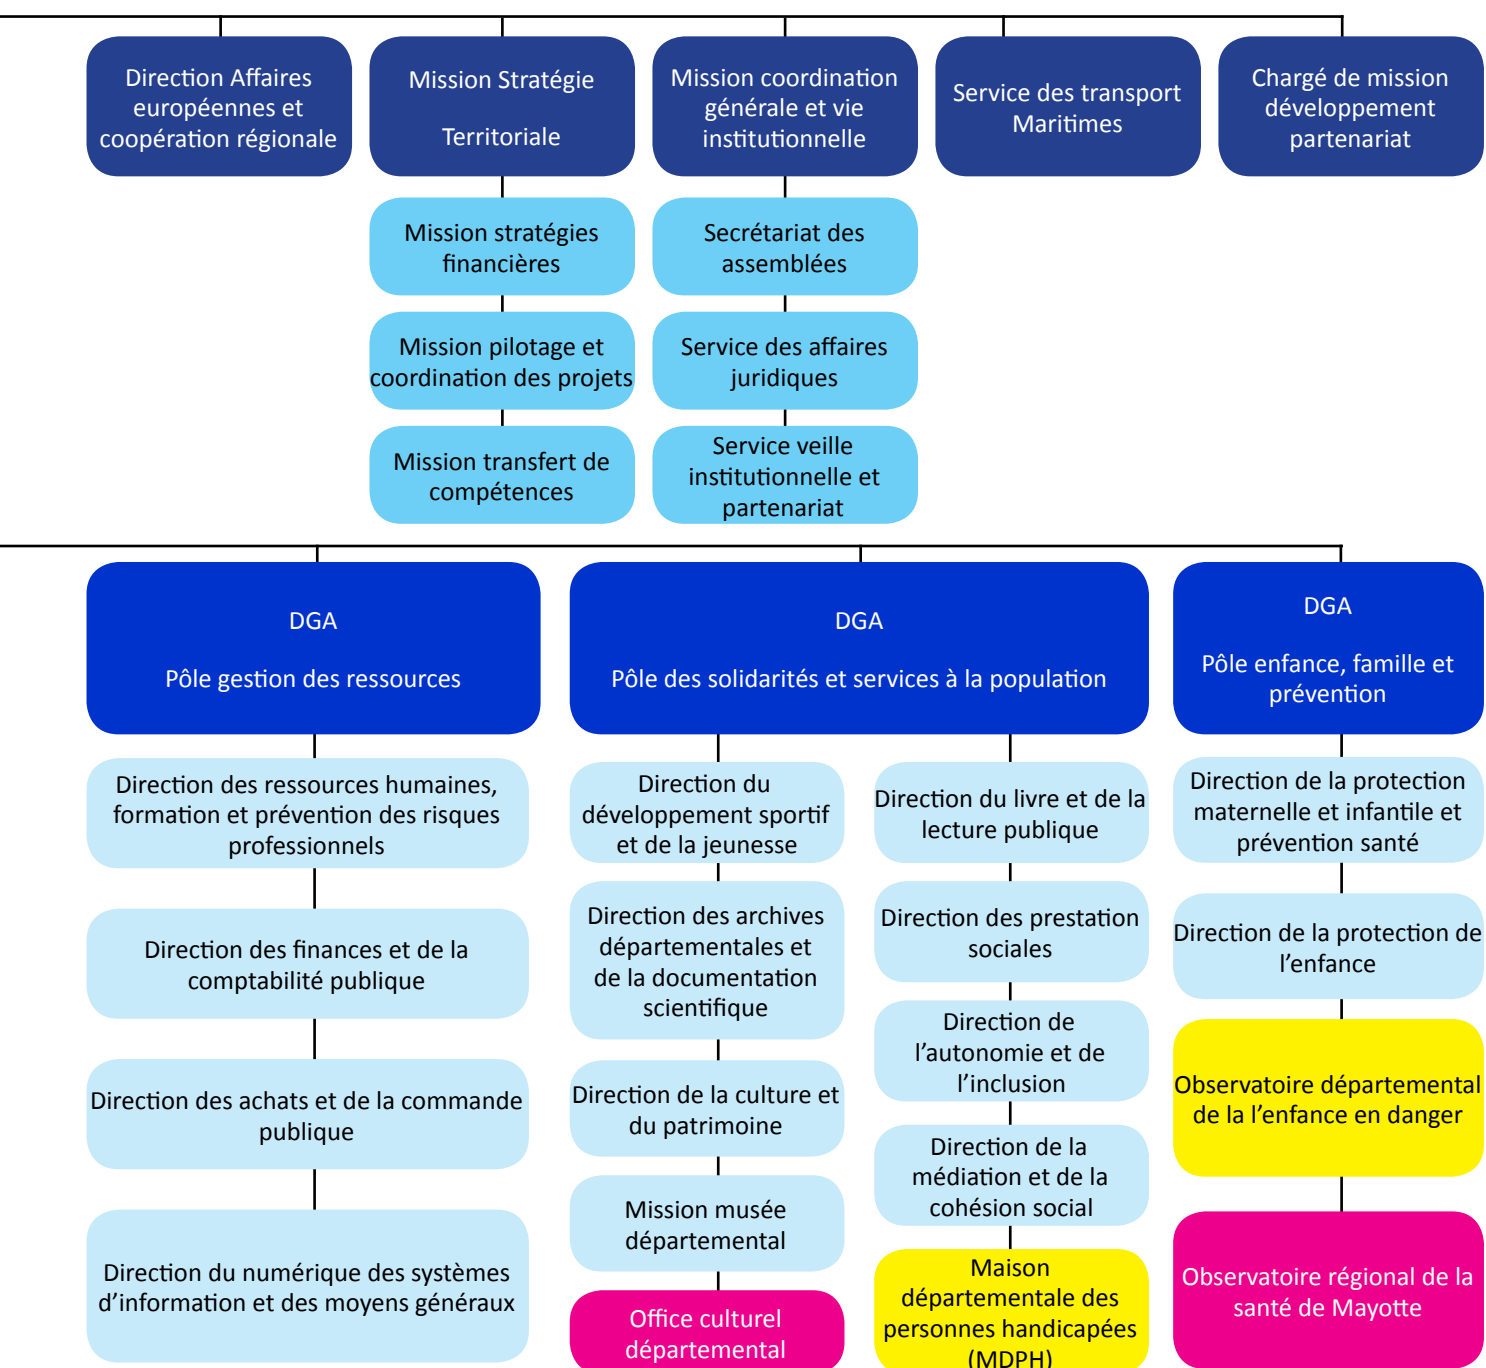 Direction Affaires
européennes et
coopération régionale
Mission Stratégie
Territoriale
Mission coordination
générale et vie
institutionnelle
Service des transport
Maritimes
Chargé de mission
développement
partenariat
Mission stratégies
financières
Mission pilotage et
coordination des projets
Mission transfert de
compétences
Secrétariat des
assemblées
Service des affaires
juridiques
Service veille
institutionnelle et
partenariat
DGA
Pôle gestion des ressources
Direction des ressources humaines,
formation et prévention des risques
professionnels
Direction des finances et de la
comptabilité publique
Direction des achats et de la commande
publique
Direction du numérique des systèmes
d’information et des moyens généraux
DGA
Pôle des solidarités et services à la population
Direction du
développement sportif
et de la jeunesse
Direction des archives
départementales et
de la documentation
scientifique
Direction de la culture et
du patrimoine
Mission musée
départemental
Office culturel
départemental
Direction du livre et de la
lecture publique
Direction des prestation
sociales
Direction de
l’autonomie et de
l’inclusion
Direction de la
médiation et de la
cohésion social
Maison
départementale des
personnes handicapées
(MDPH)
DGA
Pôle enfance, famille et
prévention
Direction de la protection
maternelle et infantile et
prévention santé
Direction de la protection de
l’enfance
Observatoire départemental
de la l’enfance en danger
Observatoire régional de la
santé de Mayotte